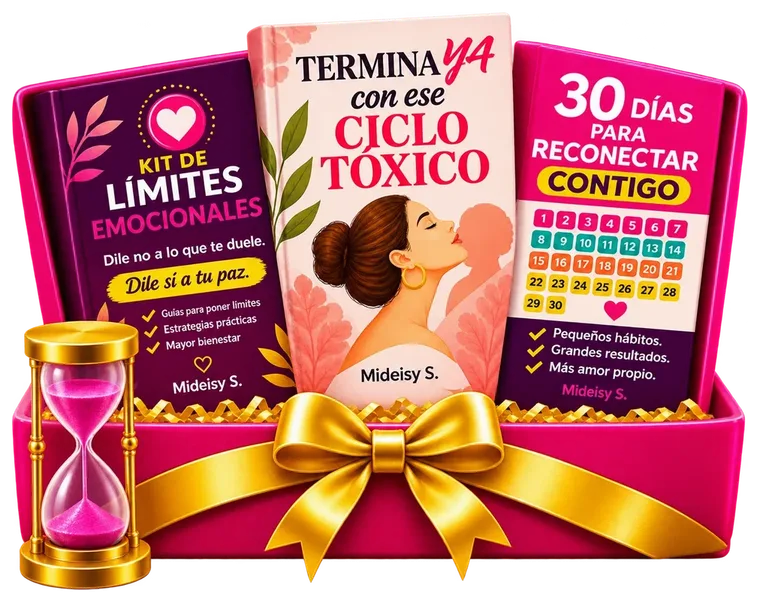 KIT DE
LÍMITES
EMOCIONALES
Dile no a lo que te duele.
Dile sí a tu paz.
Guías para poner límites
Estrategias prácticas
Mayor bienestar
Mideisy S.
TERMINA YA
con ese
CICLO
TÓXICO
Mideisy S.
30 DÍAS
PARA
RECONECTAR
CONTIGO
1 2 3 4 5 6 7
8 9 10 11 12 13 14
15 16 17 18 19 20 21
22 23 24 25 26 27 28
29 30
Pequeños hábitos.
Grandes resultados.
Más amor propio.
Mideisy S.